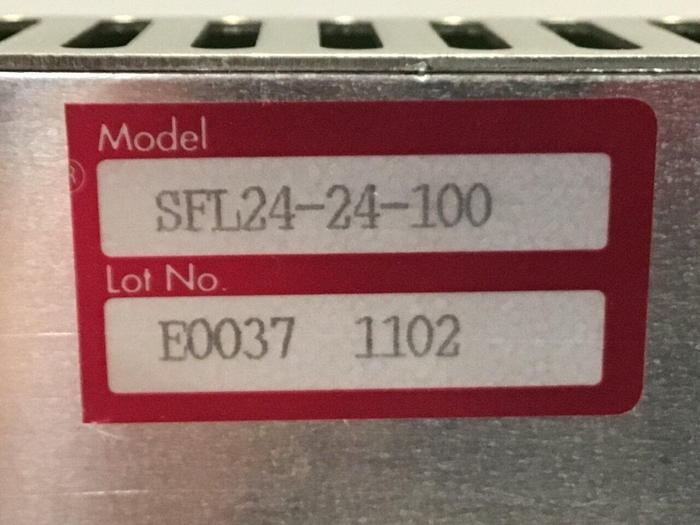 Model
®
SFL24-24-100
Lot No.
E0037 1102